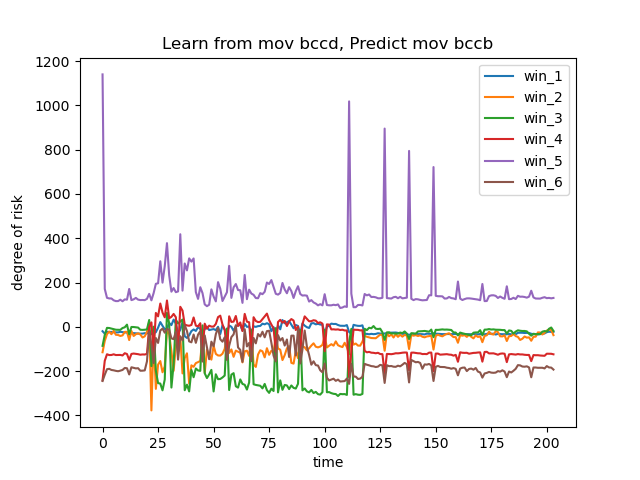 Learn from mov bccd, Predict mov bccb
degree of risk
1200
1000
800
600
400
200
0
−200
−400
win_1
win_2
win_3
win_4
win_5
win_6
0 25 50 75 100 125 150 175 200
time